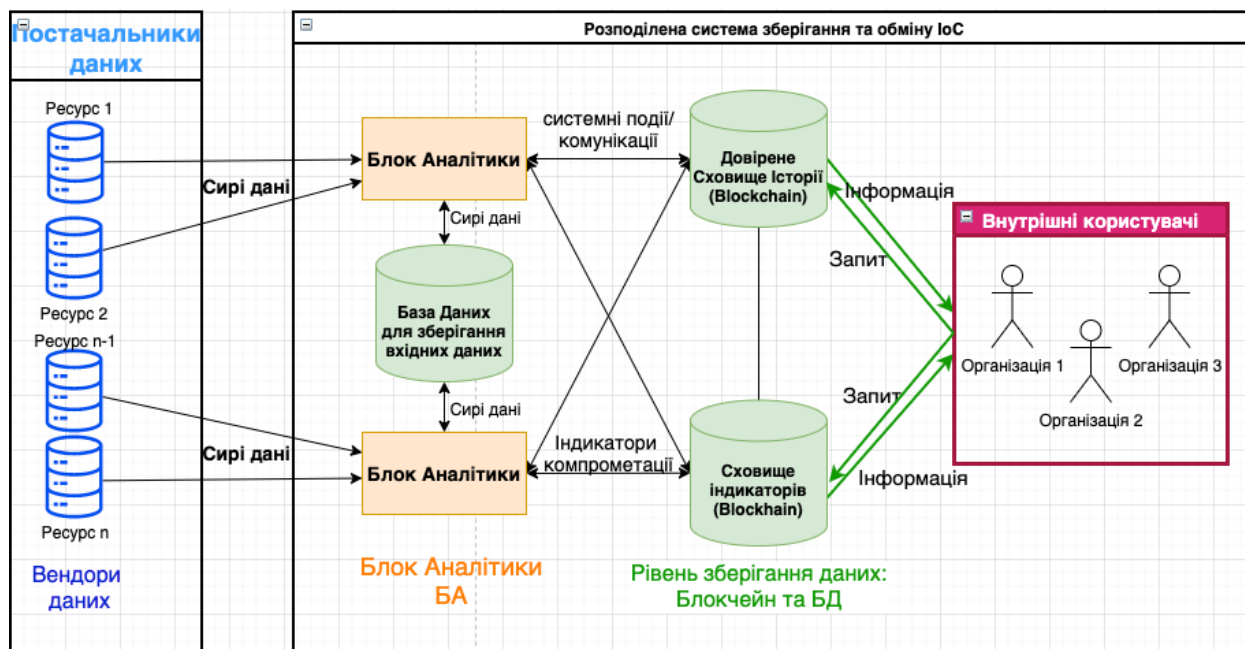 Постачальники
даних
Розподілена система зберігання та обміну ІоС
Ресурс 1
Ресурс 2
Ресурс n-1
Ресурс n
Вендори
даних
Сирі дані
Сирі дані
Блок Аналітики
Сирі дані
База Даних
для зберігання
вхідних даних
Сирі дані
Блок Аналітики
Блок Аналітики
БА
системні події/
комунікації
Індикатори
компрометації
Довірене
Сховище Історії
(Blockchain)
Сховище
індикаторів
(Blockhain)
Рівень зберігання даних:
Блокчейн та БД
Інформація
Запит
Запит
Інформація
Внутрішні користувачі
Організація 1
Організація 3
Організація 2